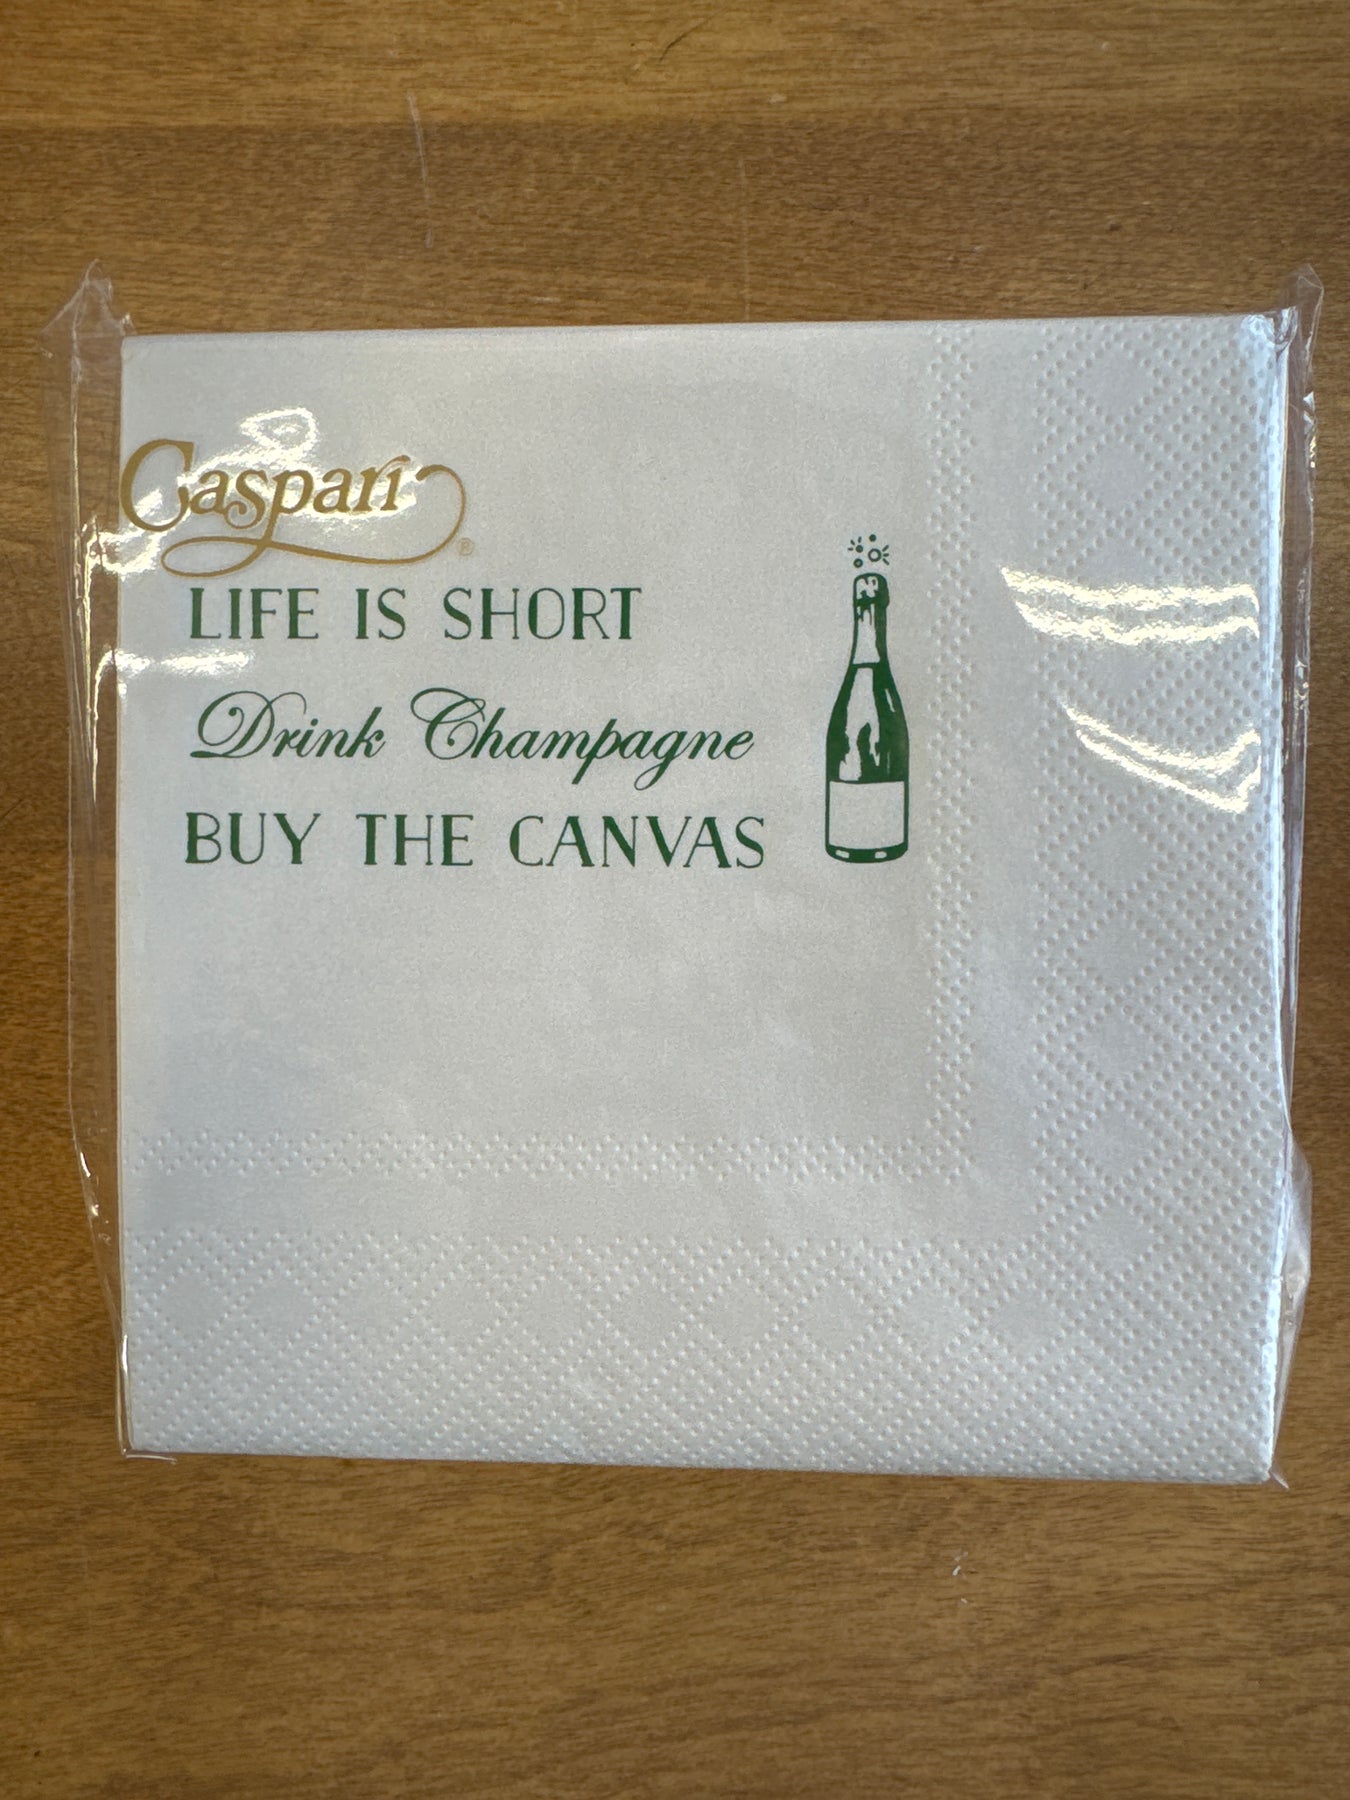 Caspari®
LIFE IS SHORT
Drink Champagne
BUY THE CANVAS